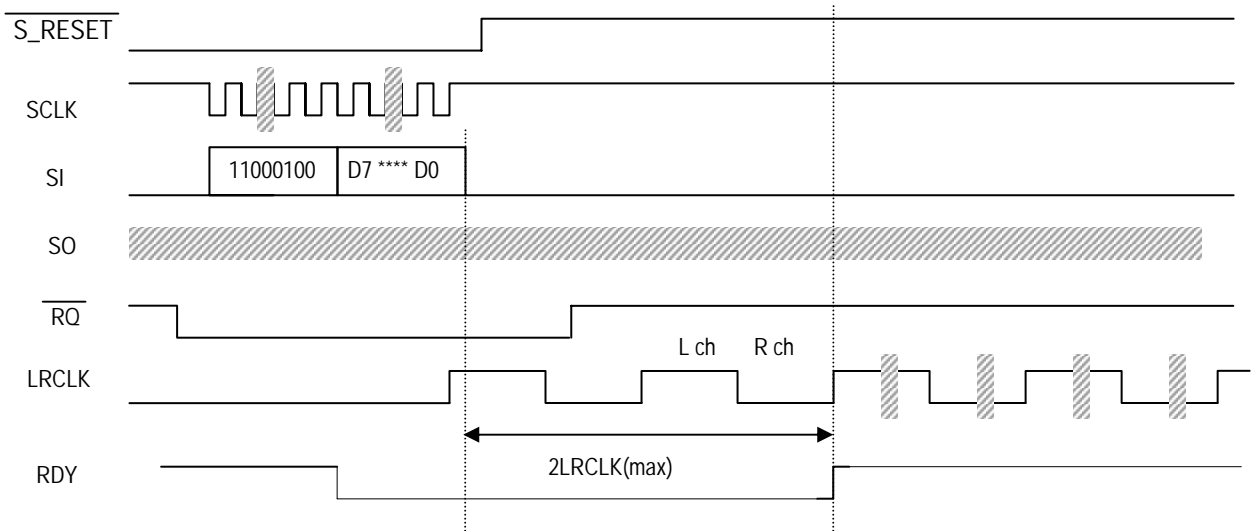 S_RESET
SCLK
SI
11000100
D7 **** D0
SO
RQ
L ch
R ch
LRCLK
2LRCLK(max)
RDY